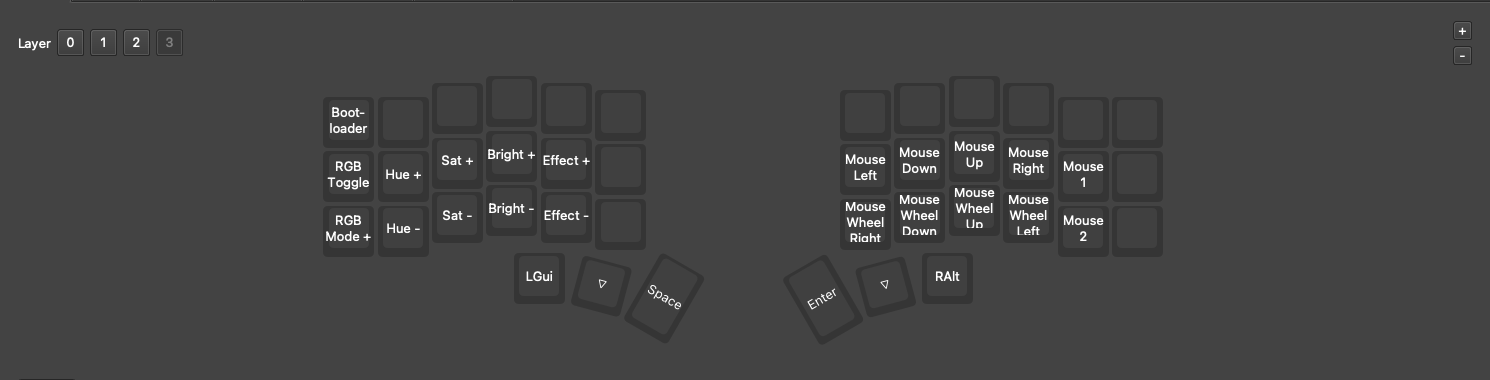 Layer 0 1 2 3
+
-
Boot-
loader
RGB
Toggle
Hue +
Sat +
Bright +
Effect +
RGB
Mode +
Hue -
Sat -
Bright -
Effect -
Mouse
Left
Mouse
Down
Mouse
Up
Mouse
Right
Mouse
1
Mouse
Wheel
Right
Mouse
Wheel
Down
Mouse
Wheel
Up
Mouse
Wheel
Left
Mouse
2
LGui
▽
Space
Enter
▽
RAlt